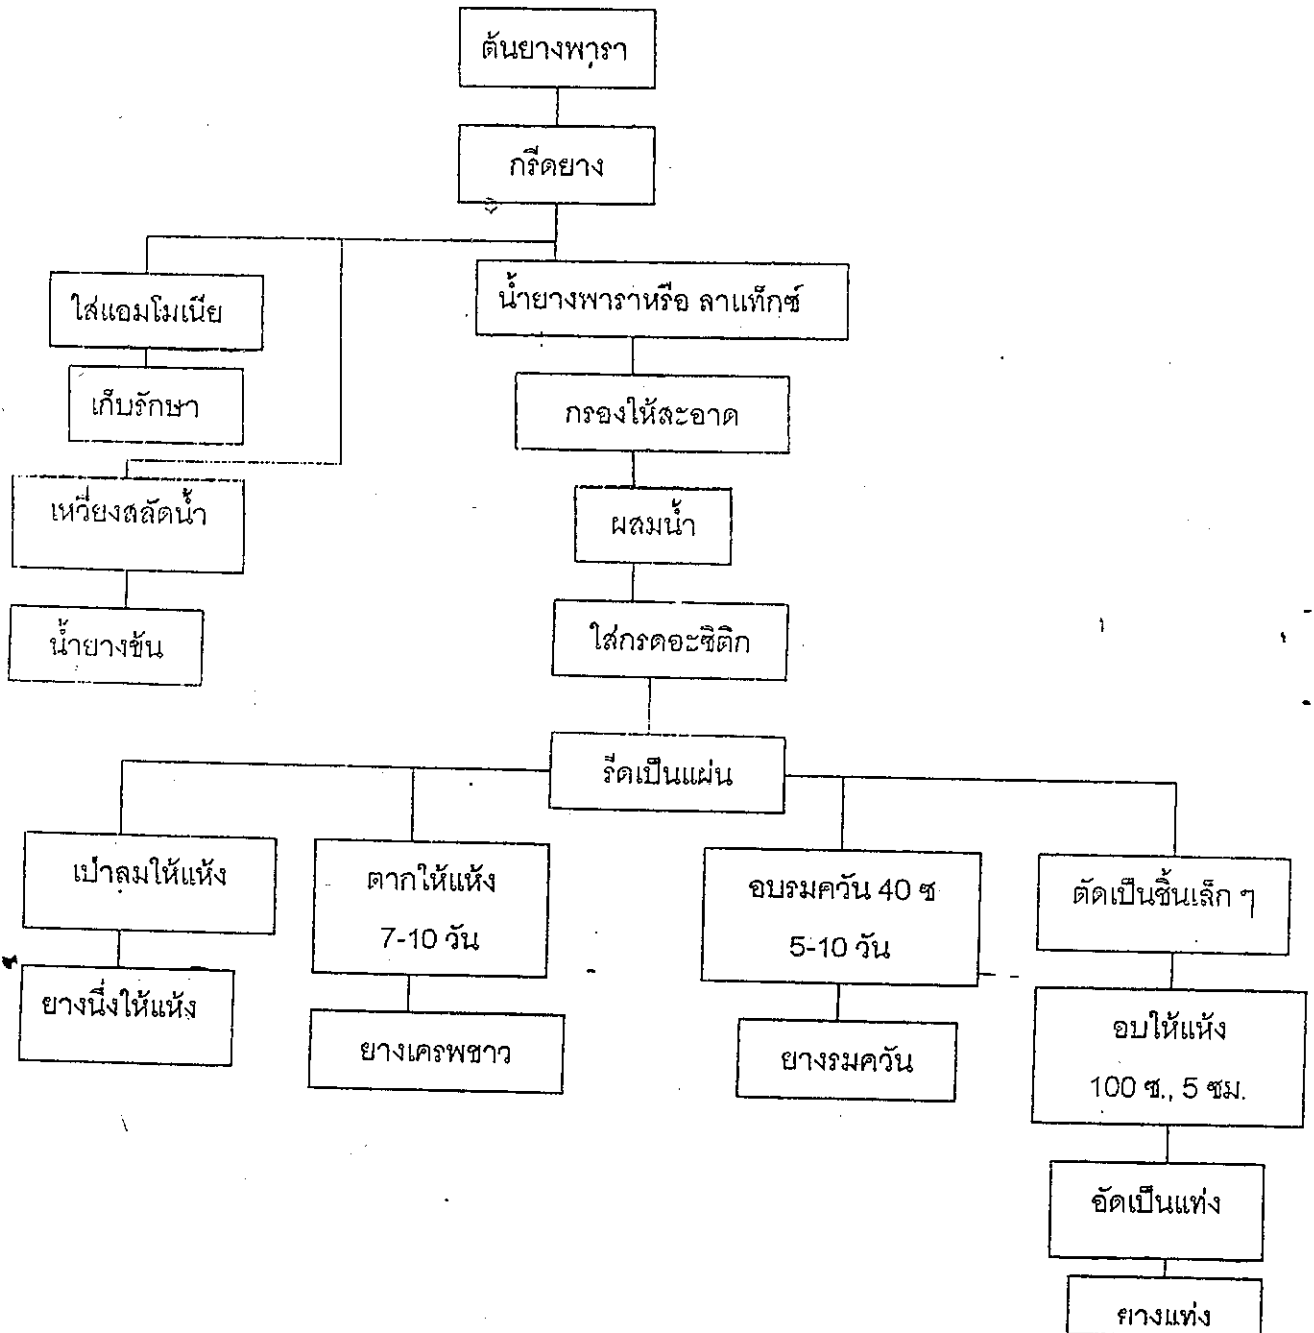 ต้นยางพารา
กรีดยาง
ใส่แอมโมเนีย
เก็บรักษา
เหวี่ยงสลัดน้ำ
น้ำยางข้น
น้ำยางพาราหรือ ลาแท็กซ์
กรองให้สะอาด
ผสมน้ำ
ใส่กรดอะซิติก
รีดเป็นแผ่น
เป่าลมให้แห้ง
ยางผึ่งให้แห้ง
ตากให้แห้ง
7-10 วัน
ยางเครพขาว
อบรมควัน 40 ซ
5-10 วัน
ยางรมควัน
ตัดเป็นชิ้นเล็ก ๆ
อบให้แห้ง
100 ซ., 5 ชม.
อัดเป็นแท่ง
ยางแท่ง